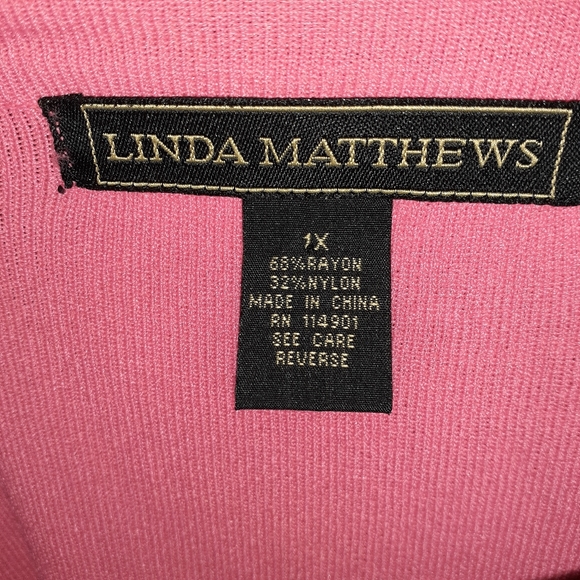 LINDA MATTHEWS
1X
68%RAYON
32%NYLON
MADE IN CHINA
RN 114901
SEE CARE
REVERSE